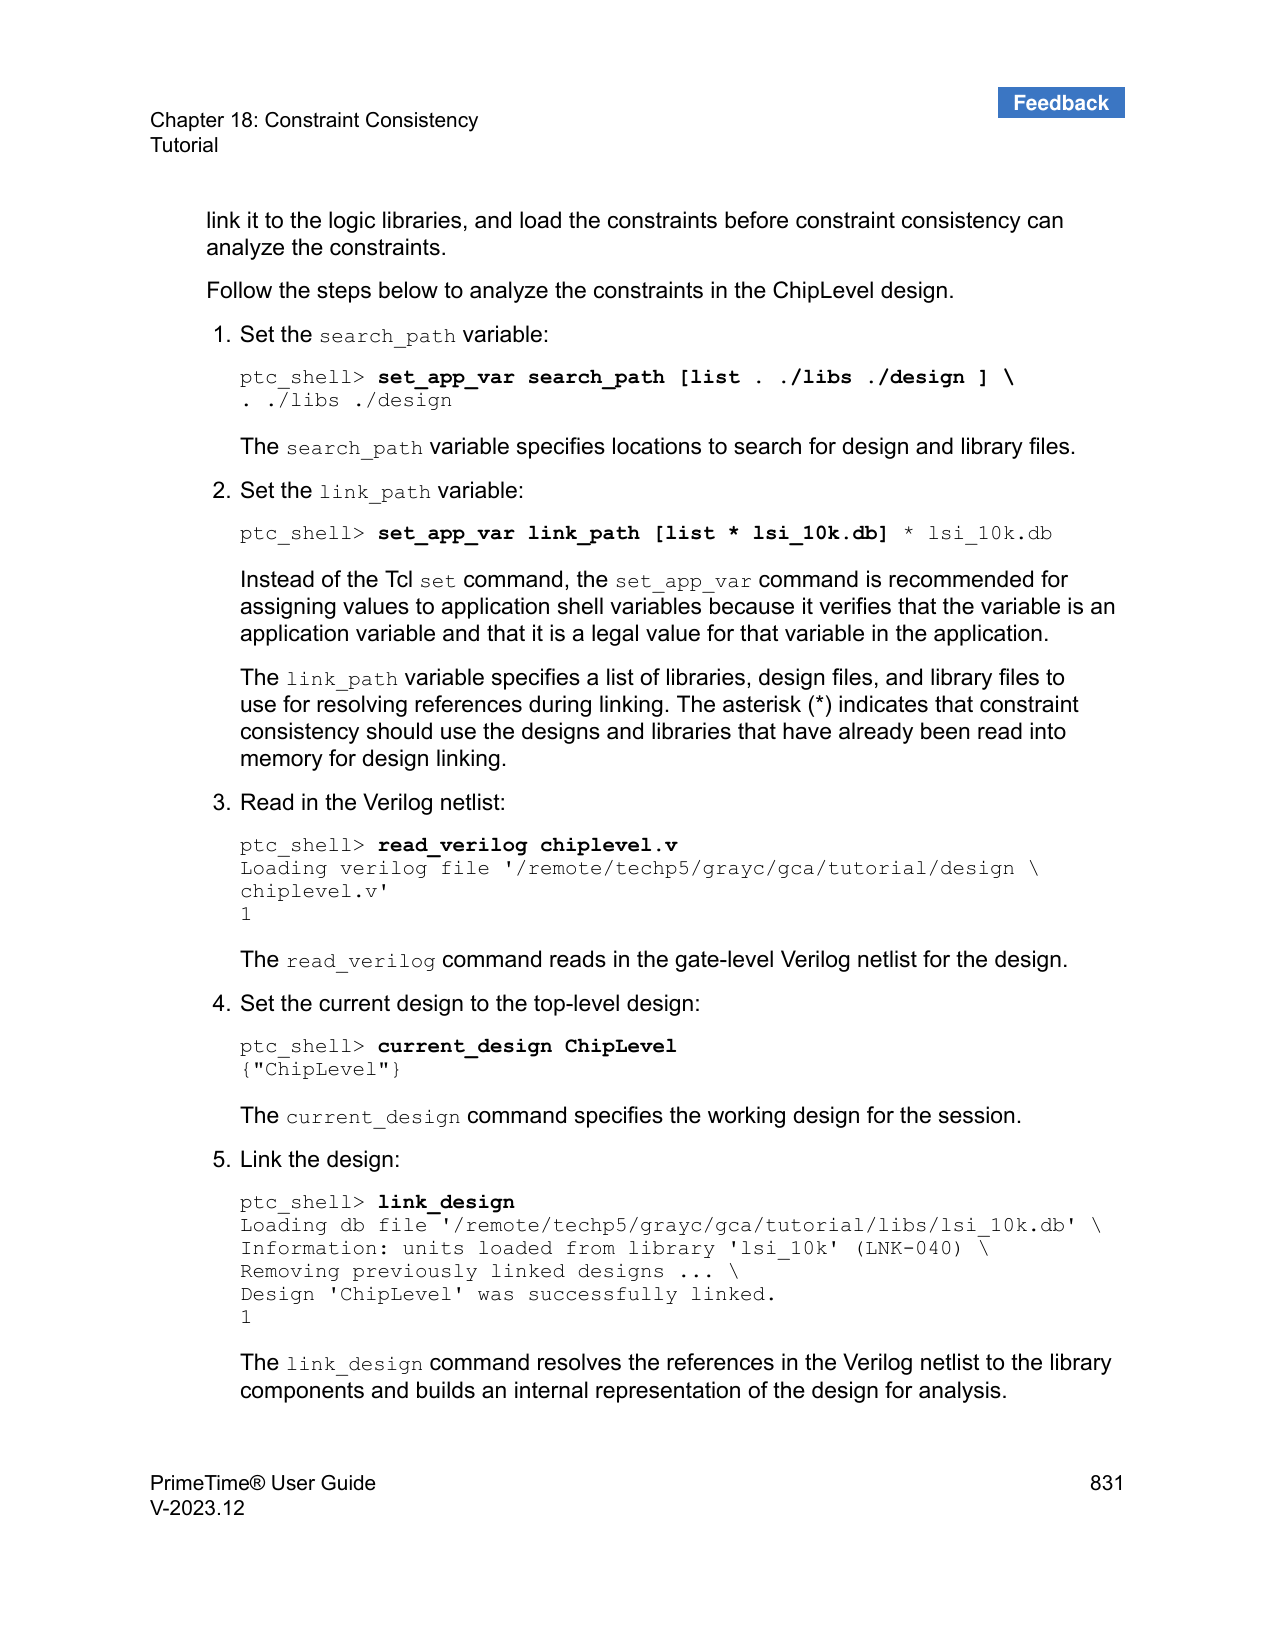 Feedback
Chapter 18: Constraint Consistency
Tutorial
link it to the logic libraries, and load the constraints before constraint consistency can
analyze the constraints.
Follow the steps below to analyze the constraints in the ChipLevel design.
1. Set the search_path variable:
ptc_shell> set_app_var search_path [list . ./libs ./design ] \
. ./libs ./design
The search_path variable specifies locations to search for design and library files.
2. Set the link_path variable:
ptc_shell> set_app_var link_path [list * lsi_10k.db] * lsi_10k.db
Instead of the Tcl set command, the set_app_var command is recommended for
assigning values to application shell variables because it verifies that the variable is an
application variable and that it is a legal value for that variable in the application.
The link_path variable specifies a list of libraries, design files, and library files to
use for resolving references during linking. The asterisk (*) indicates that constraint
consistency should use the designs and libraries that have already been read into
memory for design linking.
3. Read in the Verilog netlist:
ptc_shell> read_verilog chiplevel.v
Loading verilog file '/remote/techp5/grayc/gca/tutorial/design \
chiplevel.v'
1
The read_verilog command reads in the gate-level Verilog netlist for the design.
4. Set the current design to the top-level design:
ptc_shell> current_design ChipLevel
{"ChipLevel"}
The current_design command specifies the working design for the session.
5. Link the design:
ptc_shell> link_design
Loading db file '/remote/techp5/grayc/gca/tutorial/libs/lsi_10k.db' \
Information: units loaded from library 'lsi_10k' (LNK-040) \
Removing previously linked designs ... \
Design 'ChipLevel' was successfully linked.
1
The link_design command resolves the references in the Verilog netlist to the library
components and builds an internal representation of the design for analysis.
PrimeTime® User Guide
831
V-2023.12